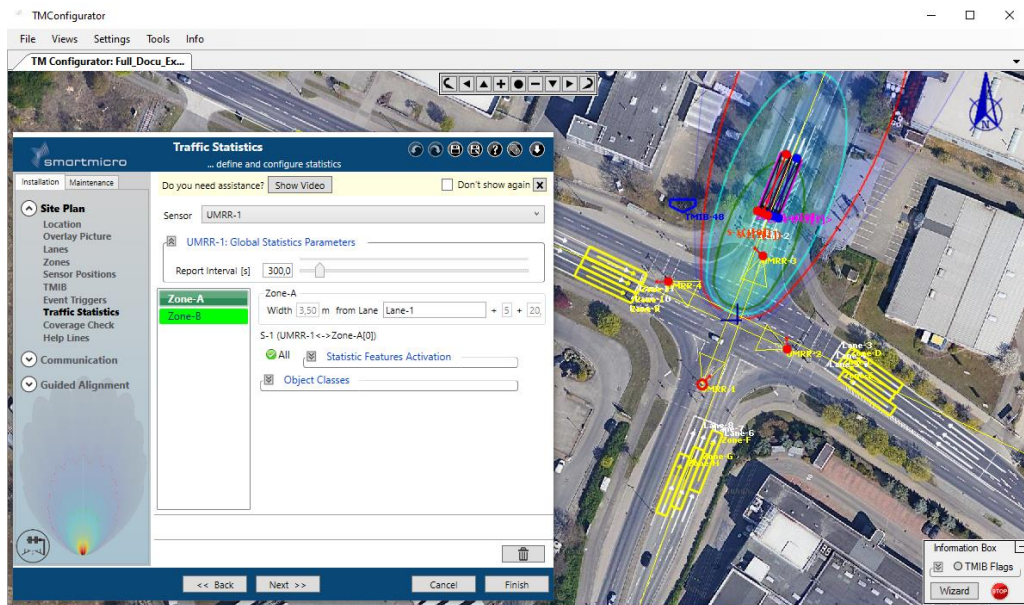 TMConfigurator
File Views Settings Tools Info
TM Configurator: Full_Docu_Ex...
smartmicro
Traffic Statistics
... define and configure statistics
Installation Maintenance
Site Plan
Location
Overlay Picture
Lanes
Zones
Sensor Positions
TMIB
Event Triggers
Traffic Statistics
Coverage Check
Help Lines
Communication
Guided Alignment
Do you need assistance? Show Video Don't show again X
Sensor UMRR-1
UMRR-1: Global Statistics Parameters
Report Interval [s] 300,0
Zone-A
Zone-B
Zone-A
Width 3,50 m from Lane Lane-1 + 5 + 20,
S-1 (UMRR-1<->Zone-A[0])
All Statistic Features Activation
Object Classes
<< Back Next >> Cancel Finish
N
TMIB-48
UMRR-3
UMRR-4
UMRR-2
UMRR-1
Lane-10
Lane-3
Zone-D
Lane-6
Zone-F
Zone-G
Information Box
TMIB Flags
Wizard STOP